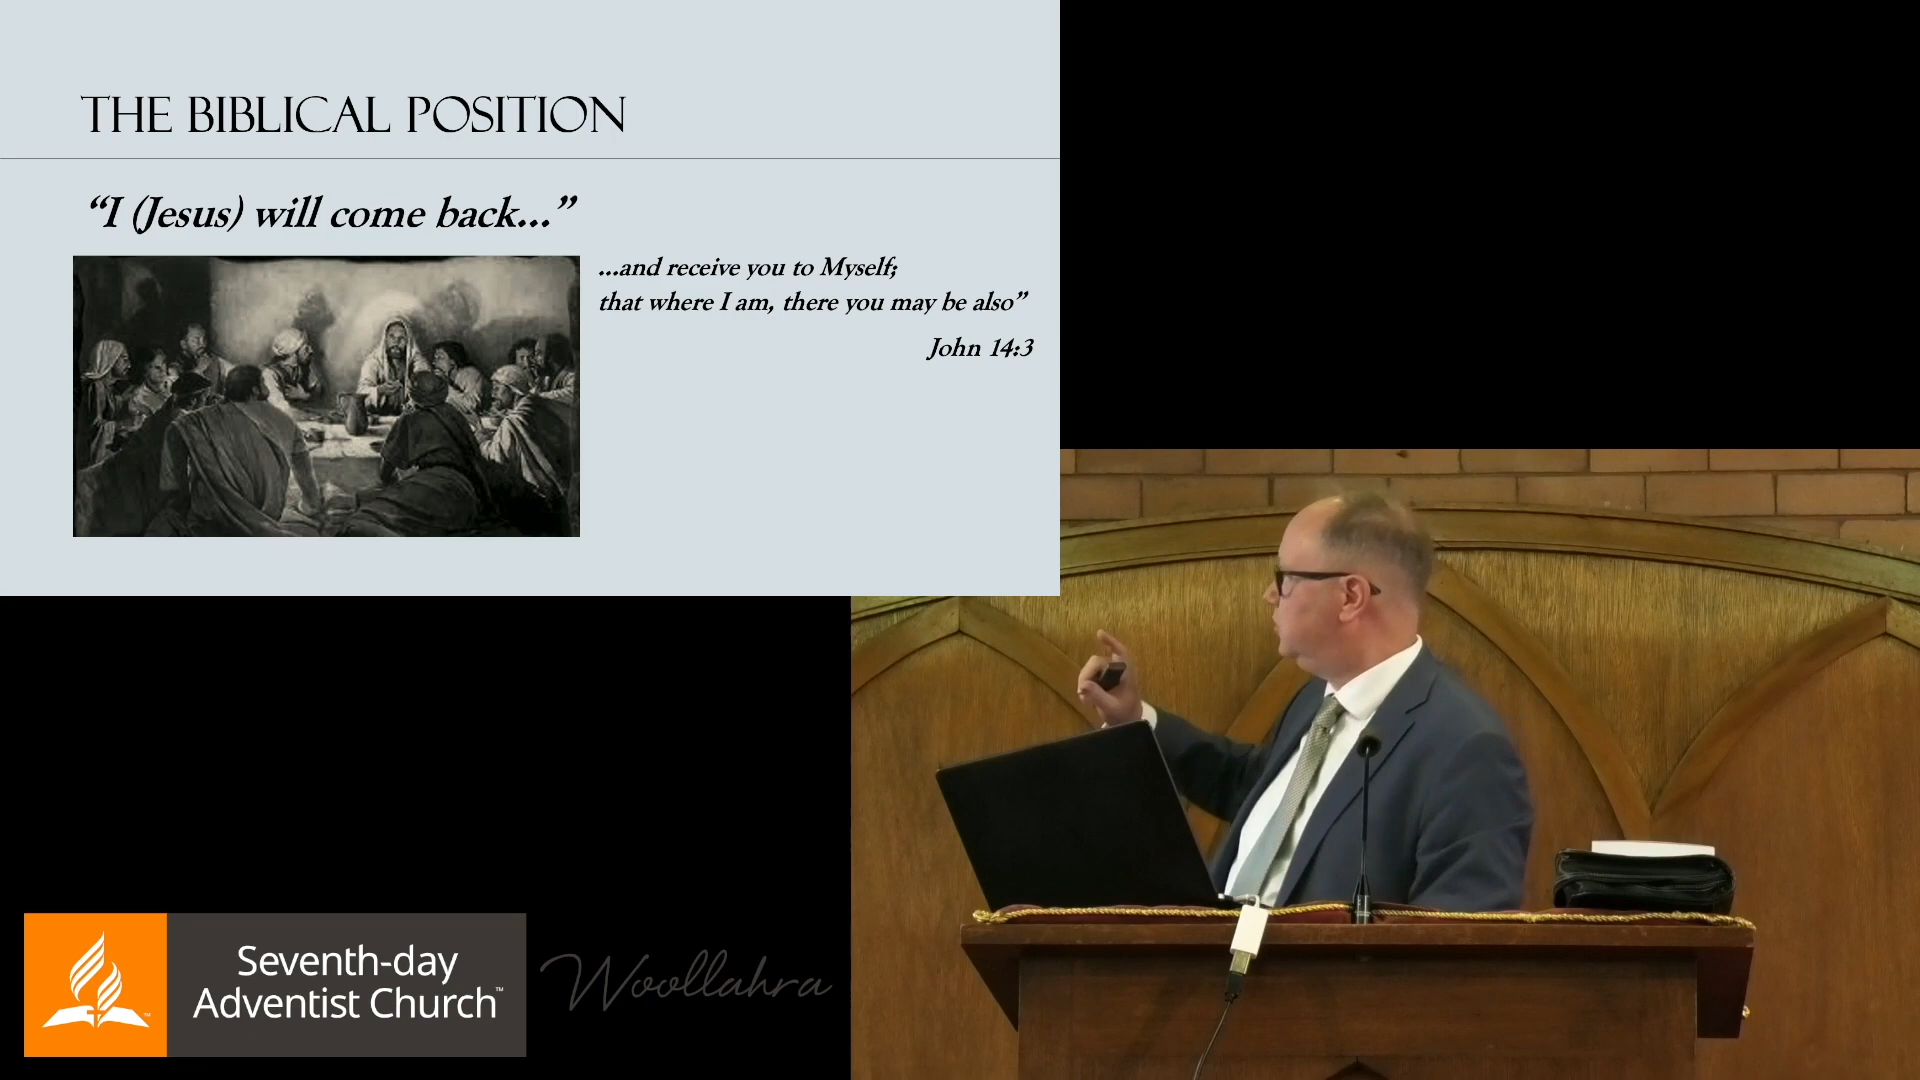 THE BIBLICAL POSITION
“I (Jesus) will come back...”
...and receive you to Myself;
that where I am, there you may be also”
John 14:3
Seventh-day
Adventist Church™
Woollahra